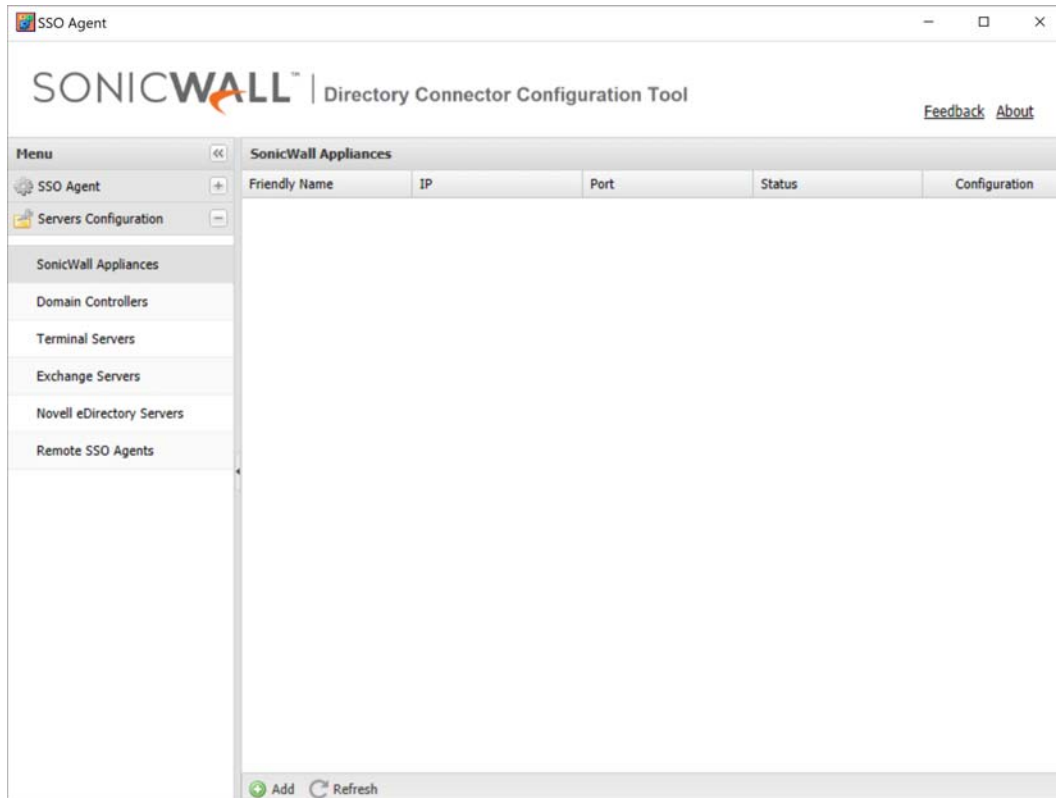 SSO Agent
SONICWALL™ | Directory Connector Configuration Tool
Feedback About
Menu
SSO Agent
Servers Configuration
SonicWall Appliances
Domain Controllers
Terminal Servers
Exchange Servers
Novell eDirectory Servers
Remote SSO Agents
SonicWall Appliances
Friendly Name IP Port Status Configuration
Add Refresh